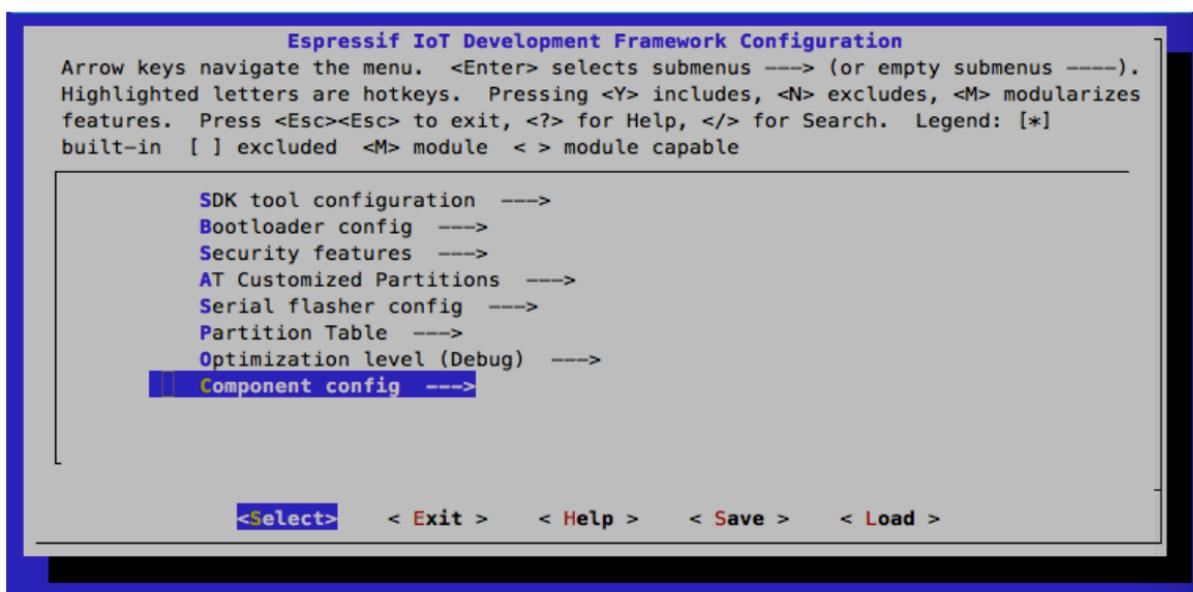 Espressif IoT Development Framework Configuration
Arrow keys navigate the menu.  <Enter> selects submenus ---> (or empty submenus ----).
Highlighted letters are hotkeys.  Pressing <Y> includes, <N> excludes, <M> modularizes
features.  Press <Esc><Esc> to exit, <?> for Help, </> for Search.  Legend: [*]
built-in  [ ] excluded  <M> module  < > module capable
SDK tool configuration  --->
Bootloader config  --->
Security features  --->
AT Customized Partitions  --->
Serial flasher config  --->
Partition Table  --->
Optimization level (Debug)  --->
Component config  --->
<Select>    < Exit >    < Help >    < Save >    < Load >